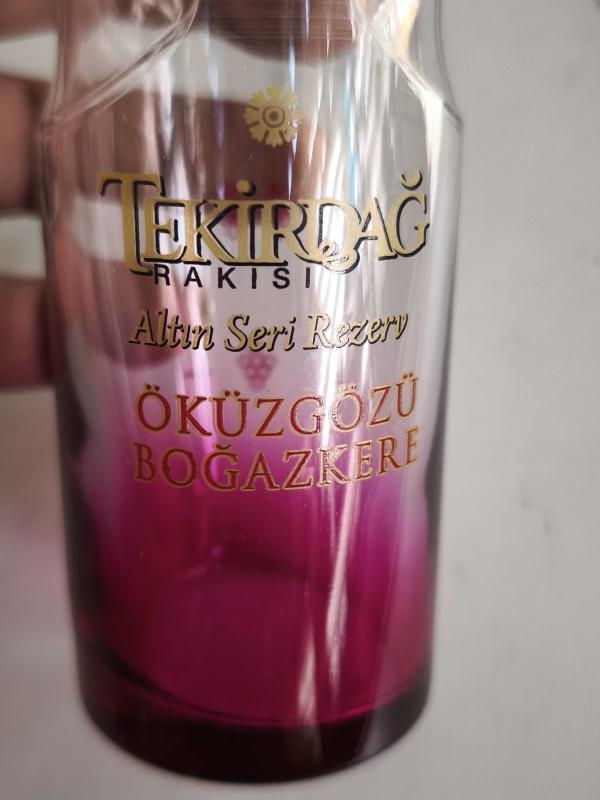 TEKİRDAĞ
RAKISI
Altın Seri Rezerv
ÖKÜZGÖZÜ
BOĞAZKERE